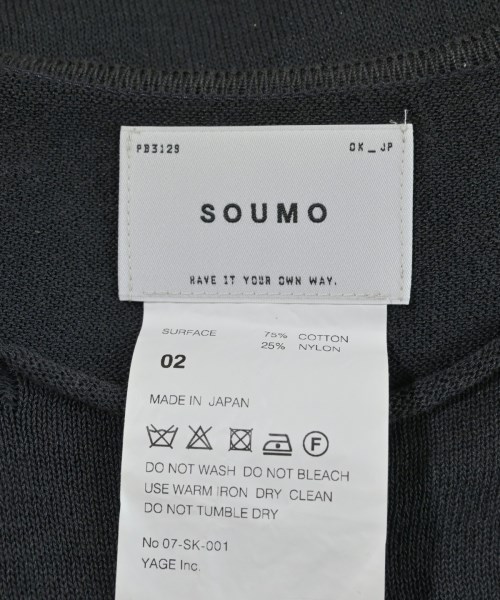 PB3129 OK_JP
SOUMO
HAVE IT YOUR OWN WAY.
SURFACE 75% COTTON
25% NYLON
02
MADE IN JAPAN
F
DO NOT WASH DO NOT BLEACH
USE WARM IRON DRY CLEAN
DO NOT TUMBLE DRY
No 07-SK-001
YAGE Inc.